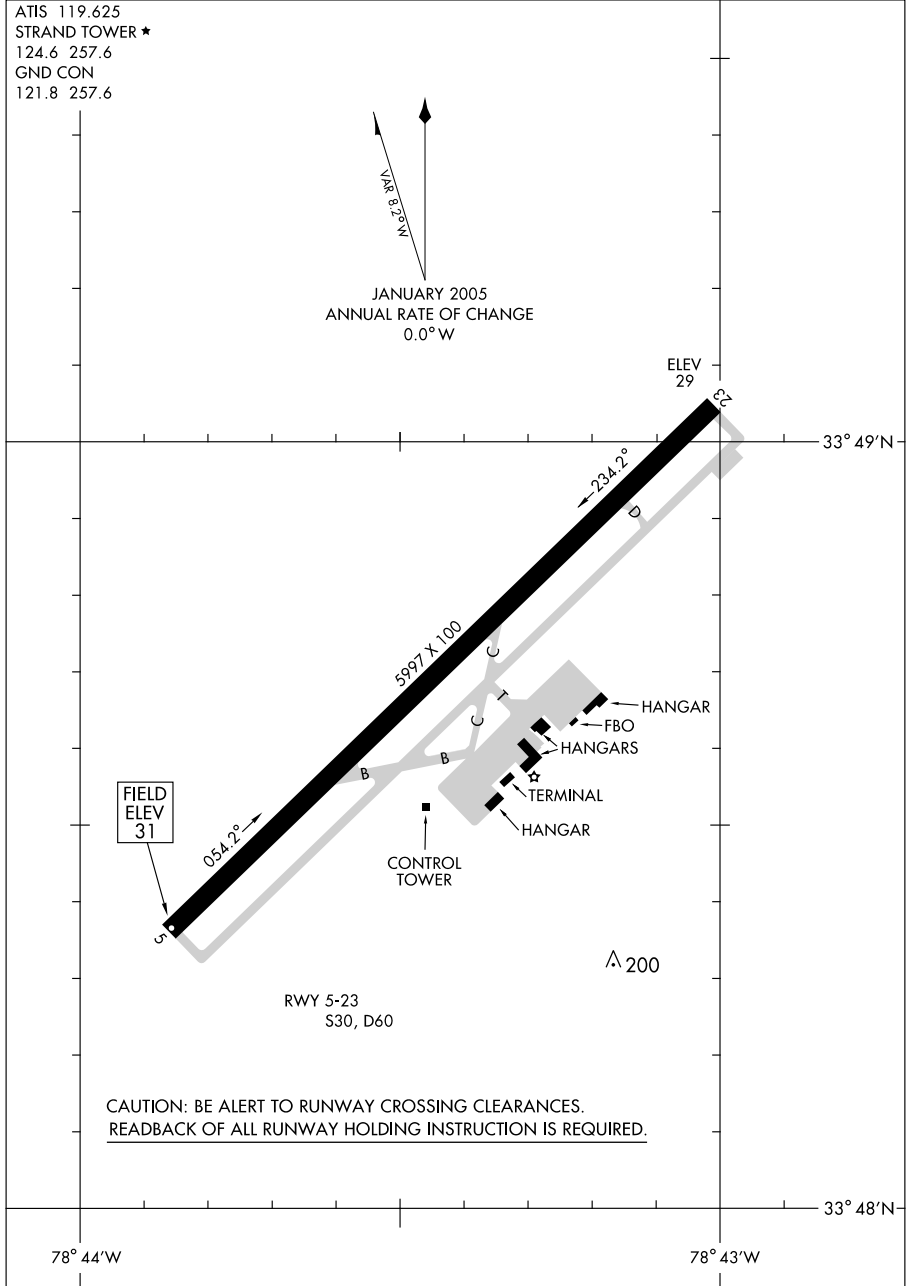 ATIS 119.625
STRAND TOWER ★
124.6 257.6
GND CON
121.8 257.6
VAR 8.2° W
JANUARY 2005
ANNUAL RATE OF CHANGE
0.0° W
ELEV
29
23
33° 49'N
234.2°
D
5997 X 100
C
C
T
B
B
HANGAR
FBO
HANGARS
TERMINAL
HANGAR
FIELD
ELEV
31
054.2°
CONTROL
TOWER
5
200
RWY 5-23
S30, D60
CAUTION: BE ALERT TO RUNWAY CROSSING CLEARANCES.
READBACK OF ALL RUNWAY HOLDING INSTRUCTION IS REQUIRED.
33° 48'N
78° 44'W
78° 43'W